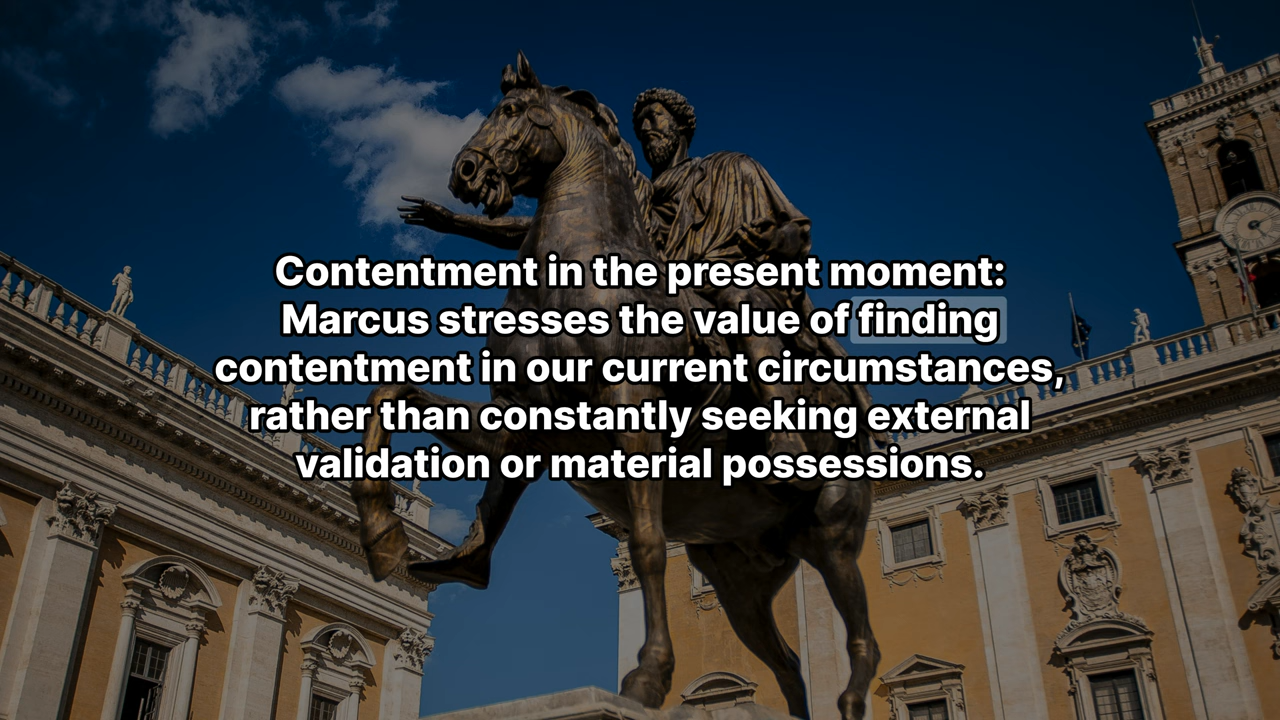 Contentment in the present moment:
Marcus stresses the value of finding
contentment in our current circumstances,
rather than constantly seeking external
validation or material possessions.